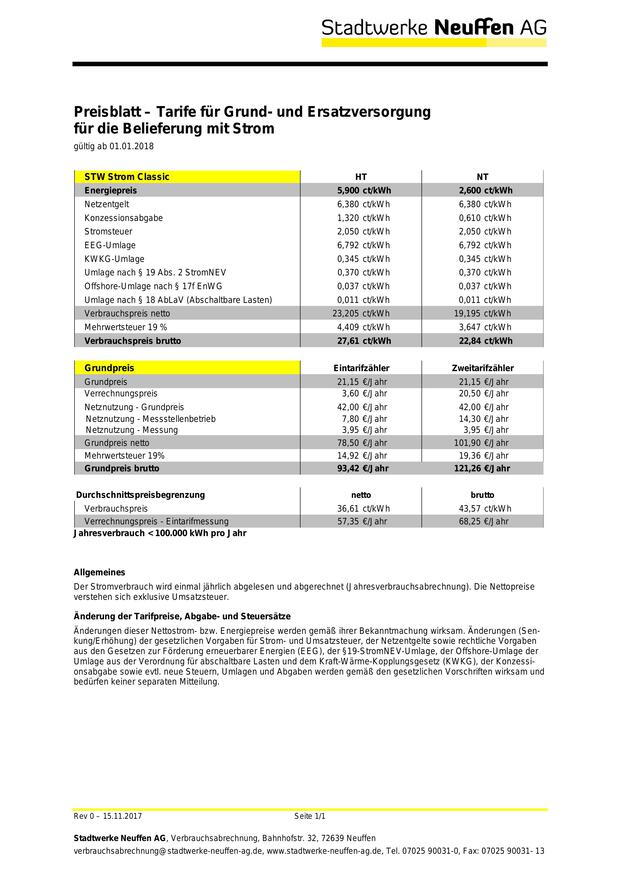 Stadtwerke Neuffen AG
Preisblatt – Tarife für Grund- und Ersatzversorgung
für die Belieferung mit Strom
gültig ab 01.01.2018
STW Strom Classic HT NT
Energiepreis 5,900 ct/kWh 2,600 ct/kWh
Netzentgelt 6,380 ct/kWh 6,380 ct/kWh
Konzessionsabgabe 1,320 ct/kWh 0,610 ct/kWh
Stromsteuer 2,050 ct/kWh 2,050 ct/kWh
EEG-Umlage 6,792 ct/kWh 6,792 ct/kWh
KWKG-Umlage 0,345 ct/kWh 0,345 ct/kWh
Umlage nach § 19 Abs. 2 StromNEV 0,370 ct/kWh 0,370 ct/kWh
Offshore-Umlage nach § 17f EnWG 0,037 ct/kWh 0,037 ct/kWh
Umlage nach § 18 AbLaV (Abschaltbare Lasten) 0,011 ct/kWh 0,011 ct/kWh
Verbrauchspreis netto 23,205 ct/kWh 19,195 ct/kWh
Mehrwertsteuer 19 % 4,409 ct/kWh 3,647 ct/kWh
Verbrauchspreis brutto 27,61 ct/kWh 22,84 ct/kWh
Grundpreis Eintarifzähler Zweitarifzähler
Grundpreis 21,15 €/Jahr 21,15 €/Jahr
Verrechnungspreis 3,60 €/Jahr 20,50 €/Jahr
Netznutzung - Grundpreis 42,00 €/Jahr 42,00 €/Jahr
Netznutzung - Messstellenbetrieb 7,80 €/Jahr 14,30 €/Jahr
Netznutzung - Messung 3,95 €/Jahr 3,95 €/Jahr
Grundpreis netto 78,50 €/Jahr 101,90 €/Jahr
Mehrwertsteuer 19% 14,92 €/Jahr 19,36 €/Jahr
Grundpreis brutto 93,42 €/Jahr 121,26 €/Jahr
Durchschnittspreisbegrenzung netto brutto
Verbrauchspreis 36,61 ct/kWh 43,57 ct/kWh
Verrechnungspreis - Eintarifmessung 57,35 €/Jahr 68,25 €/Jahr
Jahresverbrauch < 100.000 kWh pro Jahr
Allgemeines
Der Stromverbrauch wird einmal jährlich abgelesen und abgerechnet (Jahresverbrauchsabrechnung). Die Nettopreise
verstehen sich exklusive Umsatzsteuer.
Änderung der Tarifpreise, Abgabe- und Steuersätze
Änderungen dieser Nettostrom- bzw. Energiepreise werden gemäß ihrer Bekanntmachung wirksam. Änderungen (Sen-
kung/Erhöhung) der gesetzlichen Vorgaben für Strom- und Umsatzsteuer, der Netzentgelte sowie rechtliche Vorgaben
aus den Gesetzen zur Förderung erneuerbarer Energien (EEG), der §19-StromNEV-Umlage, der Offshore-Umlage der
Umlage aus der Verordnung für abschaltbare Lasten und dem Kraft-Wärme-Kopplungsgesetz (KWKG), der Konzessi-
onsabgabe sowie evtl. neue Steuern, Umlagen und Abgaben werden gemäß den gesetzlichen Vorschriften wirksam und
bedürfen keiner separaten Mitteilung.
Rev 0 – 15.11.2017 Seite 1/1
Stadtwerke Neuffen AG, Verbrauchsabrechnung, Bahnhofstr. 32, 72639 Neuffen
verbrauchsabrechnung@stadtwerke-neuffen-ag.de, www.stadtwerke-neuffen-ag.de, Tel. 07025 90031-0, Fax: 07025 90031- 13